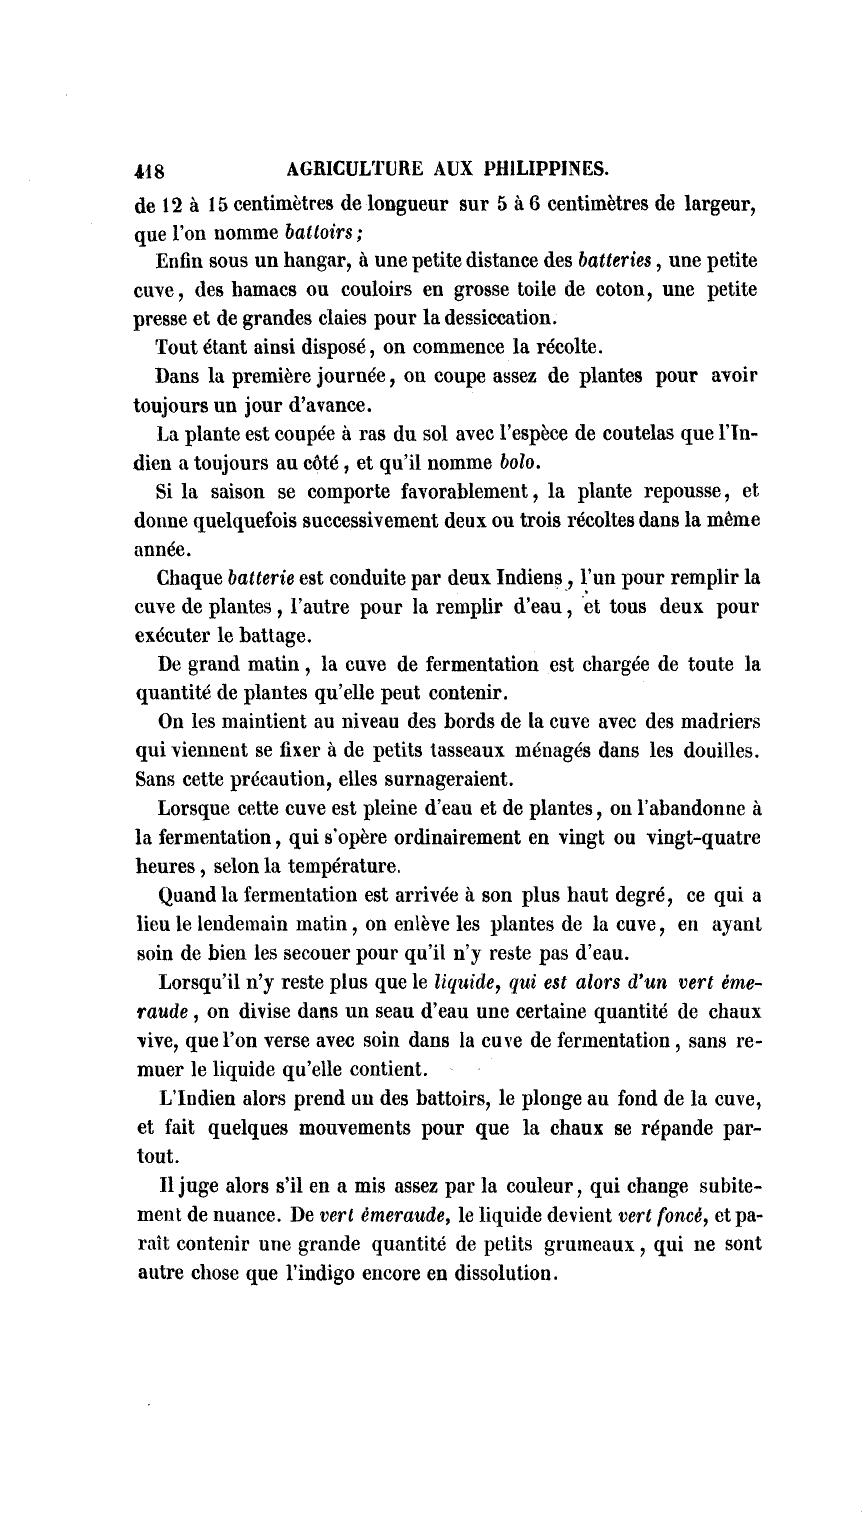 418 AGRICULTURE AUX PHILIPPINES.
de 12 à 15 centimètres de longueur sur 5 à 6 centimètres de largeur,
que l'on nomme battoirs;
Enfin sous un hangar, à une petite distance des batteries, une petite
cuve, des hamacs ou couloirs en grosse toile de coton, une petite
presse et de grandes claies pour la dessiccation.
Tout étant ainsi disposé, on commence la récolte.
Dans la première journée, on coupe assez de plantes pour avoir
toujours un jour d'avance.
La plante est coupée à ras du sol avec l'espèce de coutelas que l'In-
dien a toujours au côté, et qu'il nomme bolo.
Si la saison se comporte favorablement, la plante repousse, et
donne quelquefois successivement deux ou trois récoltes dans la même
année.
Chaque batterie est conduite par deux Indiens, l'un pour remplir la
cuve de plantes, l'autre pour la remplir d'eau, et tous deux pour
exécuter le battage.
De grand matin, la cuve de fermentation est chargée de toute la
quantité de plantes qu'elle peut contenir.
On les maintient au niveau des bords de la cuve avec des madriers
qui viennent se fixer à de petits tasseaux ménagés dans les douilles.
Sans cette précaution, elles surnageraient.
Lorsque cette cuve est pleine d'eau et de plantes, on l'abandonne à
la fermentation, qui s'opère ordinairement en vingt ou vingt-quatre
heures, selon la température.
Quand la fermentation est arrivée à son plus haut degré, ce qui a
lieu le lendemain matin, on enlève les plantes de la cuve, en ayant
soin de bien les secouer pour qu'il n'y reste pas d'eau.
Lorsqu'il n'y reste plus que le liquide, qui est alors d'un vert éme-
raude, on divise dans un seau d'eau une certaine quantité de chaux
vive, que l'on verse avec soin dans la cuve de fermentation, sans re-
muer le liquide qu'elle contient.
L'Indien alors prend un des battoirs, le plonge au fond de la cuve,
et fait quelques mouvements pour que la chaux se répande par-
tout.
Il juge alors s'il en a mis assez par la couleur, qui change subite-
ment de nuance. De vert émeraude, le liquide devient vert foncé, et pa-
raît contenir une grande quantité de petits grumeaux, qui ne sont
autre chose que l'indigo encore en dissolution.